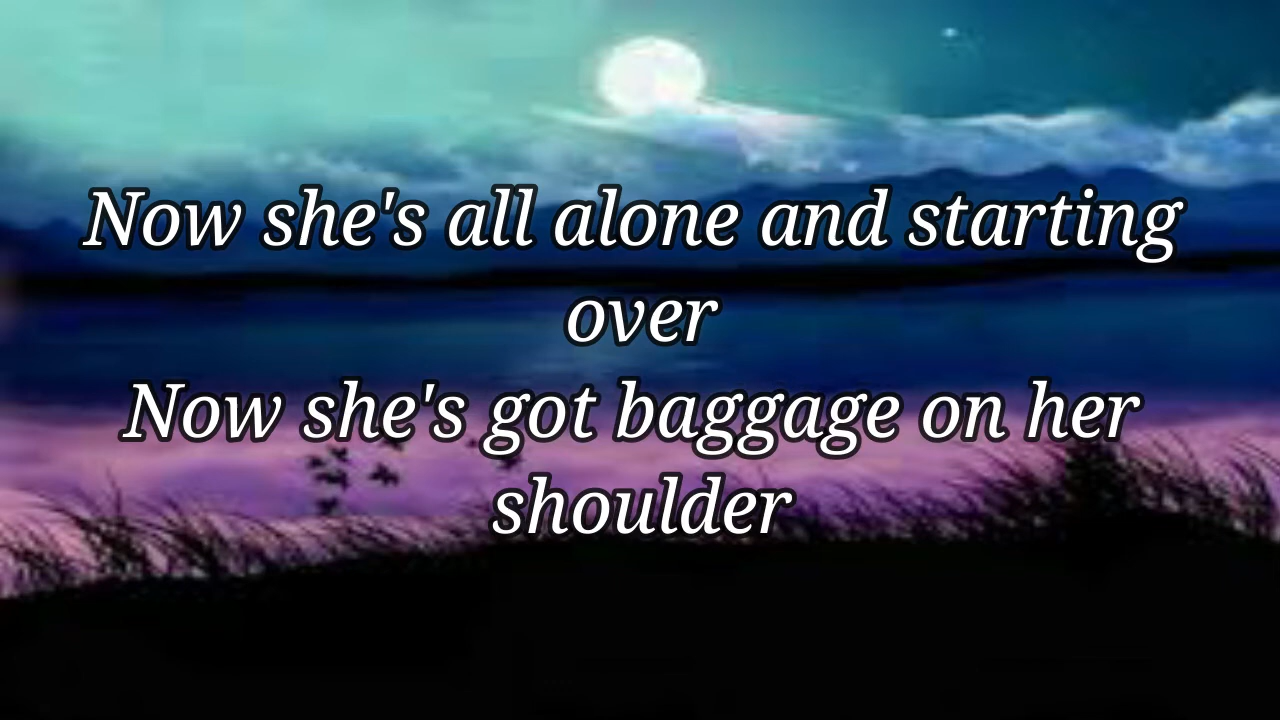 Now she's all alone and starting
over
Now she's got baggage on her
shoulder